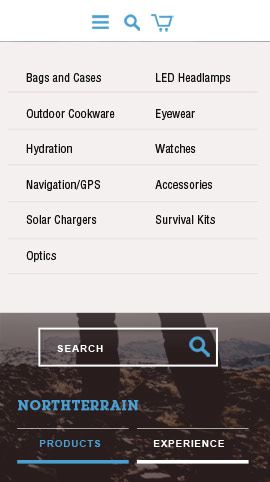 Bags and Cases LED Headlamps
Outdoor Cookware Eyewear
Hydration Watches
Navigation/GPS Accessories
Solar Chargers Survival Kits
Optics
SEARCH
NORTHTERRAIN
PRODUCTS EXPERIENCE